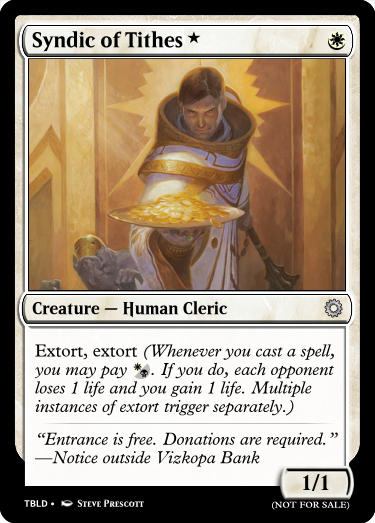 Syndic of Tithes ★
Creature — Human Cleric
Extort, extort (Whenever you cast a spell,
you may pay . If you do, each opponent
loses 1 life and you gain 1 life. Multiple
instances of extort trigger separately.)
“Entrance is free. Donations are required.”
—Notice outside Vizkopa Bank
1/1
TBLD • Steve Prescott
(NOT FOR SALE)